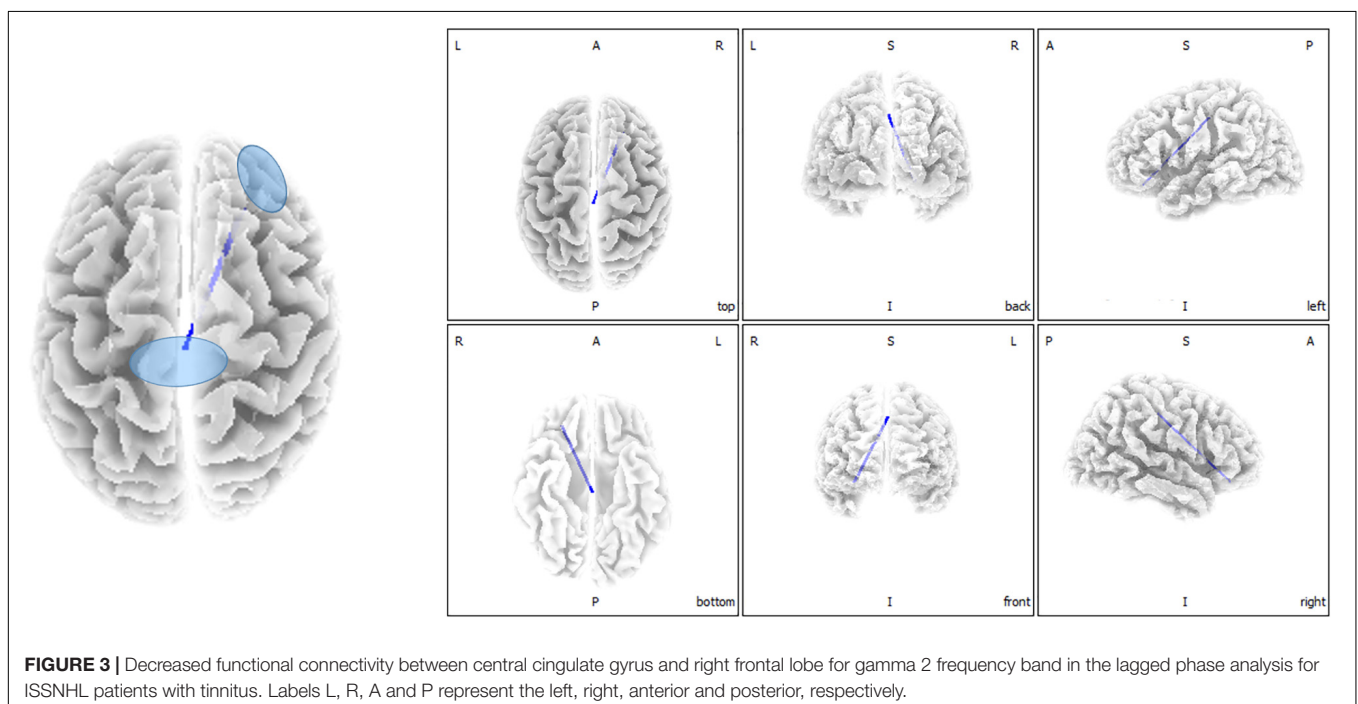 L A R
L S R
A S P
P top
I back
I left
R A L
R S L
P S A
P bottom
I front
I right
FIGURE 3 | Decreased functional connectivity between central cingulate gyrus and right frontal lobe for gamma 2 frequency band in the lagged phase analysis for
ISSNHL patients with tinnitus. Labels L, R, A and P represent the left, right, anterior and posterior, respectively.